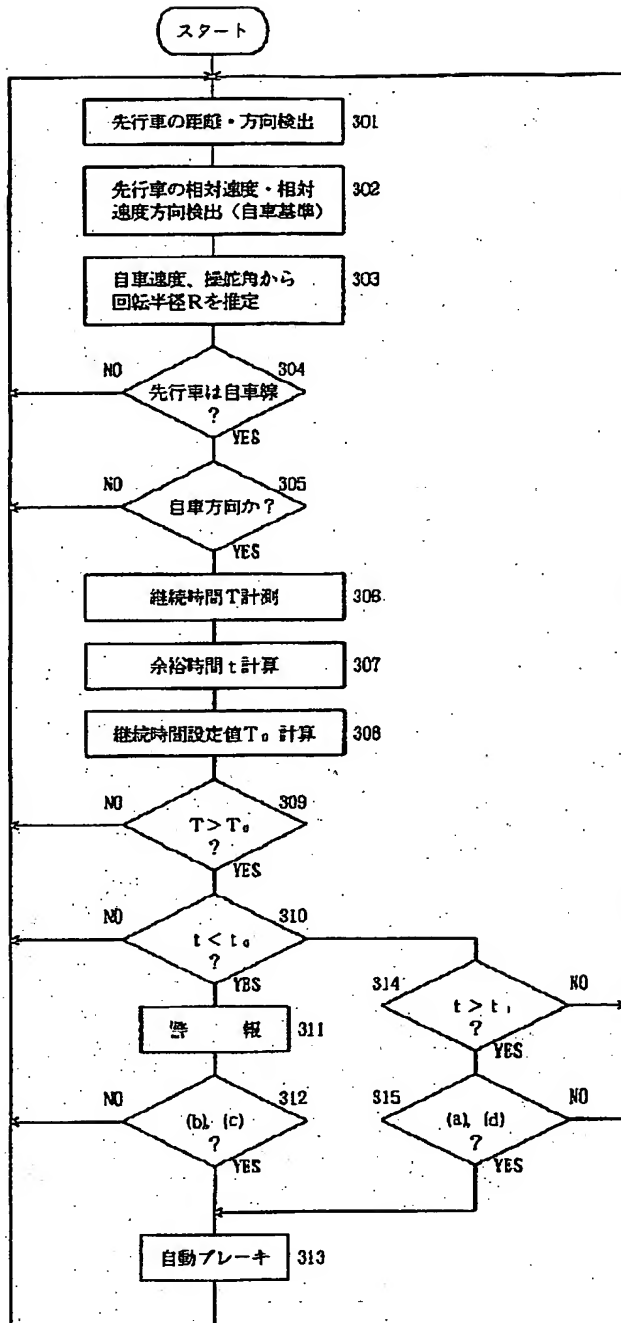 スタート
先行車の距離・方向検出 301
先行車の相対速度・相対
速度方向検出(自車基準)
302
自車速度、操舵角から
回転半径Rを推定
303
NO 304
先行車は自車線
?
YES
NO 305
自車方向か?
YES
継続時間T計測 306
余裕時間t計算 307
継続時間設定値T₀計算 308
NO 309
T>T₀
?
YES
NO 310
t<t₀
?
YES
314 NO
t>t₁
?
YES
警 報 311
NO 312
(b), (c)
?
YES
315 NO
(a), (d)
?
YES
自動ブレーキ 313